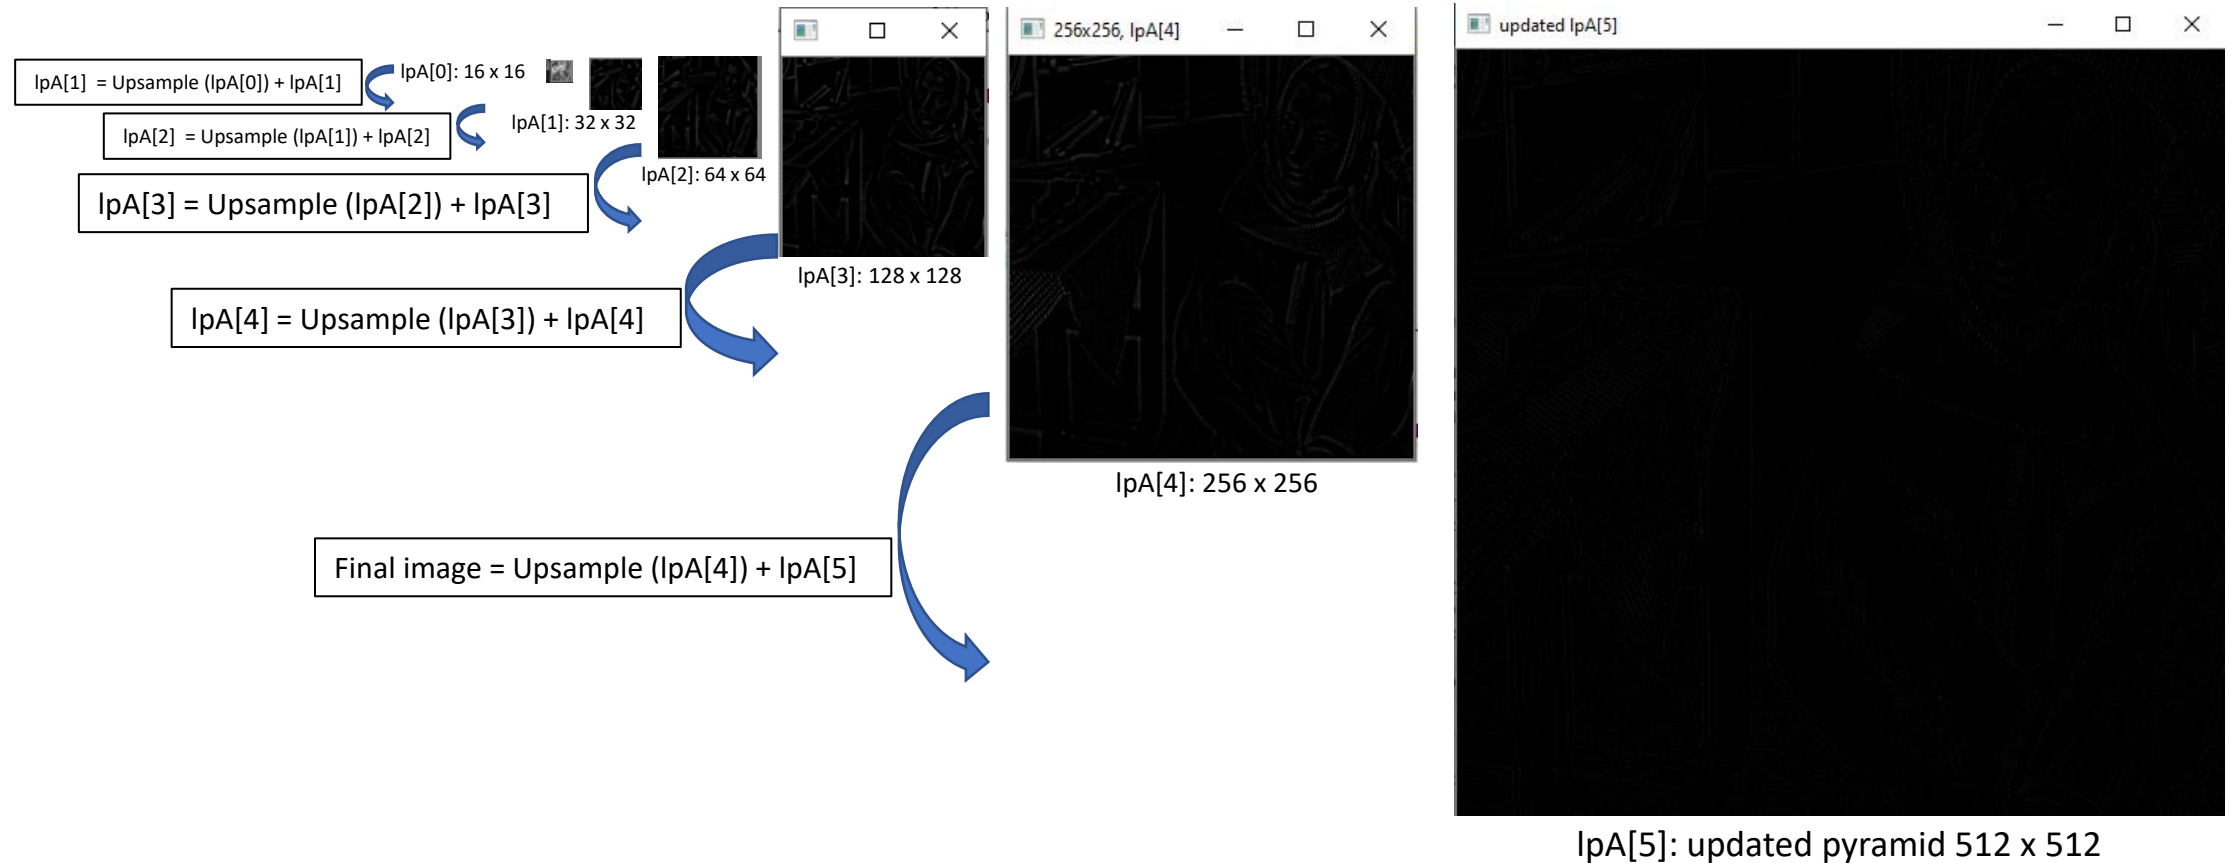 256x256, lpA[4]
updated lpA[5]
lpA[1] = Upsample (lpA[0]) + lpA[1]
lpA[0]: 16 x 16
lpA[2] = Upsample (lpA[1]) + lpA[2]
lpA[1]: 32 x 32
lpA[2]: 64 x 64
lpA[3] = Upsample (lpA[2]) + lpA[3]
lpA[3]: 128 x 128
lpA[4] = Upsample (lpA[3]) + lpA[4]
lpA[4]: 256 x 256
Final image = Upsample (lpA[4]) + lpA[5]
lpA[5]: updated pyramid 512 x 512